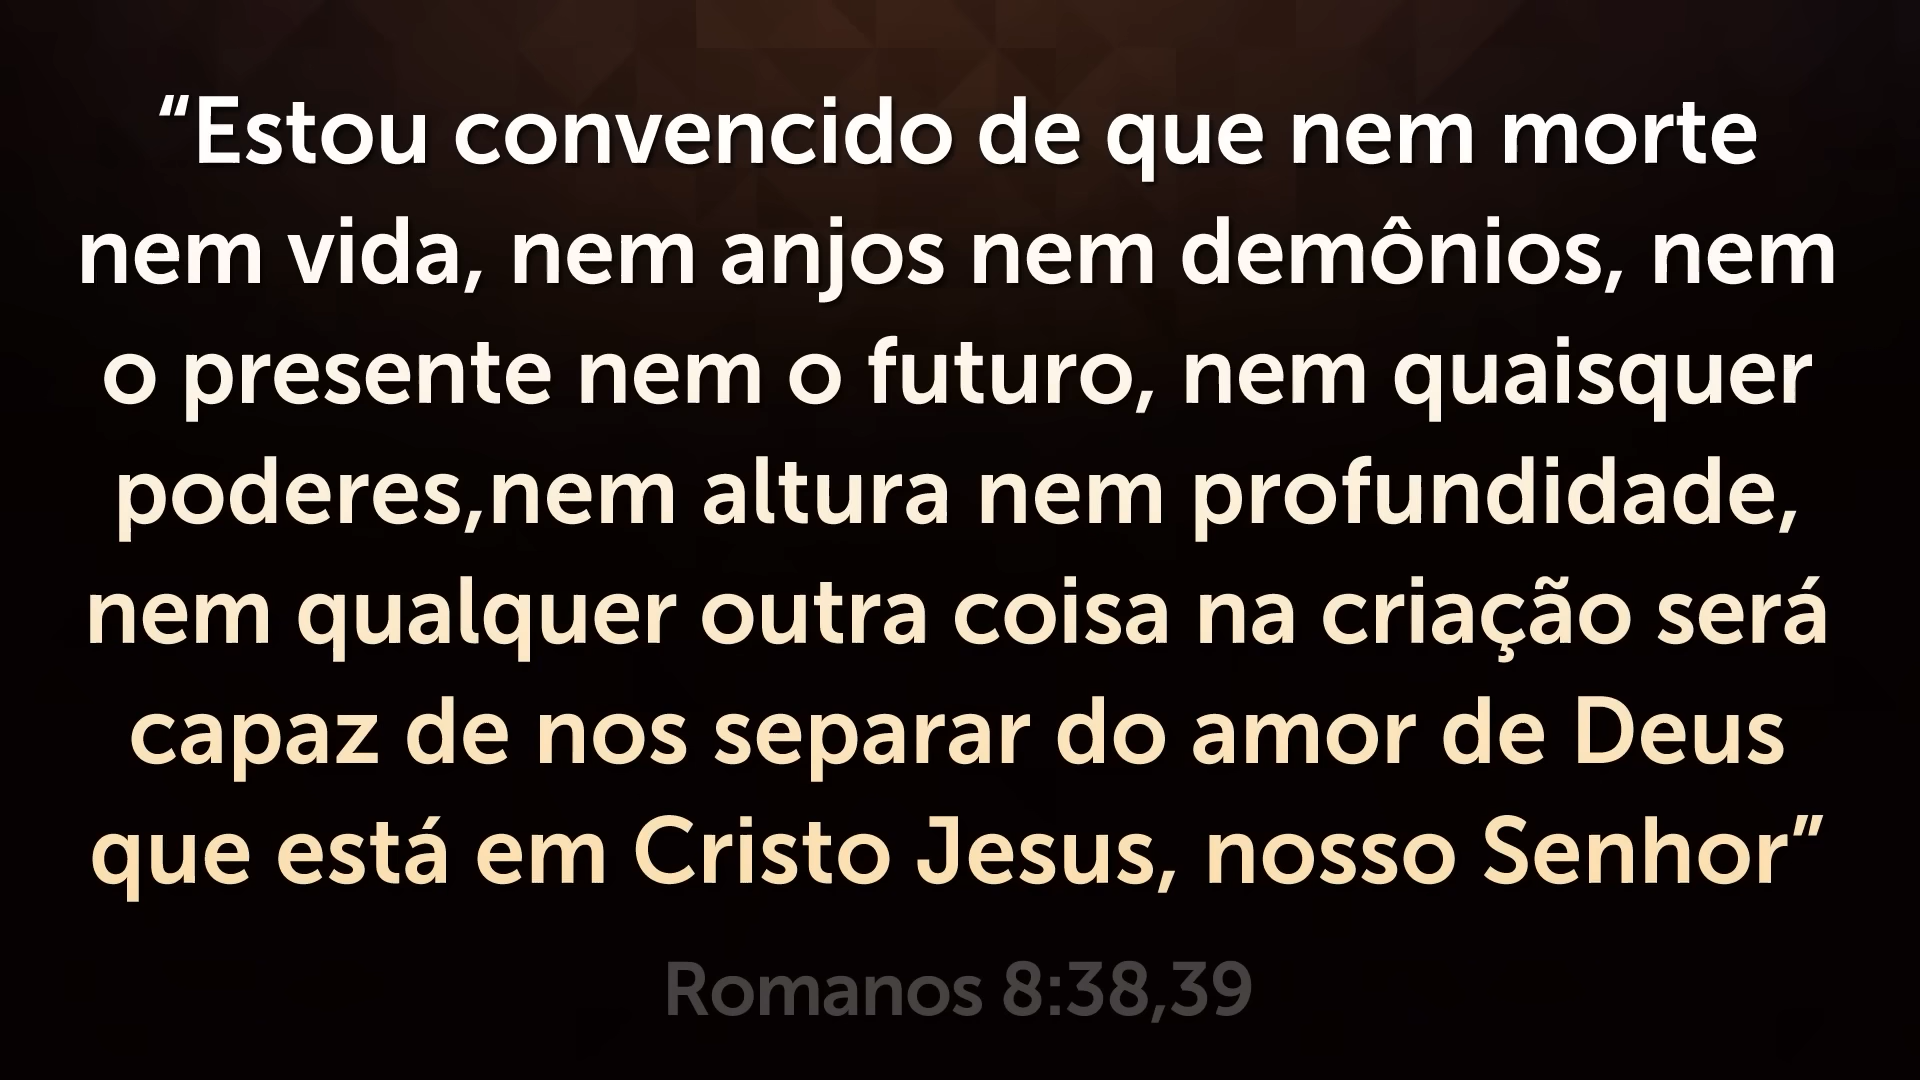 “Estou convencido de que nem morte
nem vida, nem anjos nem demônios, nem
o presente nem o futuro, nem quaisquer
poderes,nem altura nem profundidade,
nem qualquer outra coisa na criação será
capaz de nos separar do amor de Deus
que está em Cristo Jesus, nosso Senhor”
Romanos 8:38,39